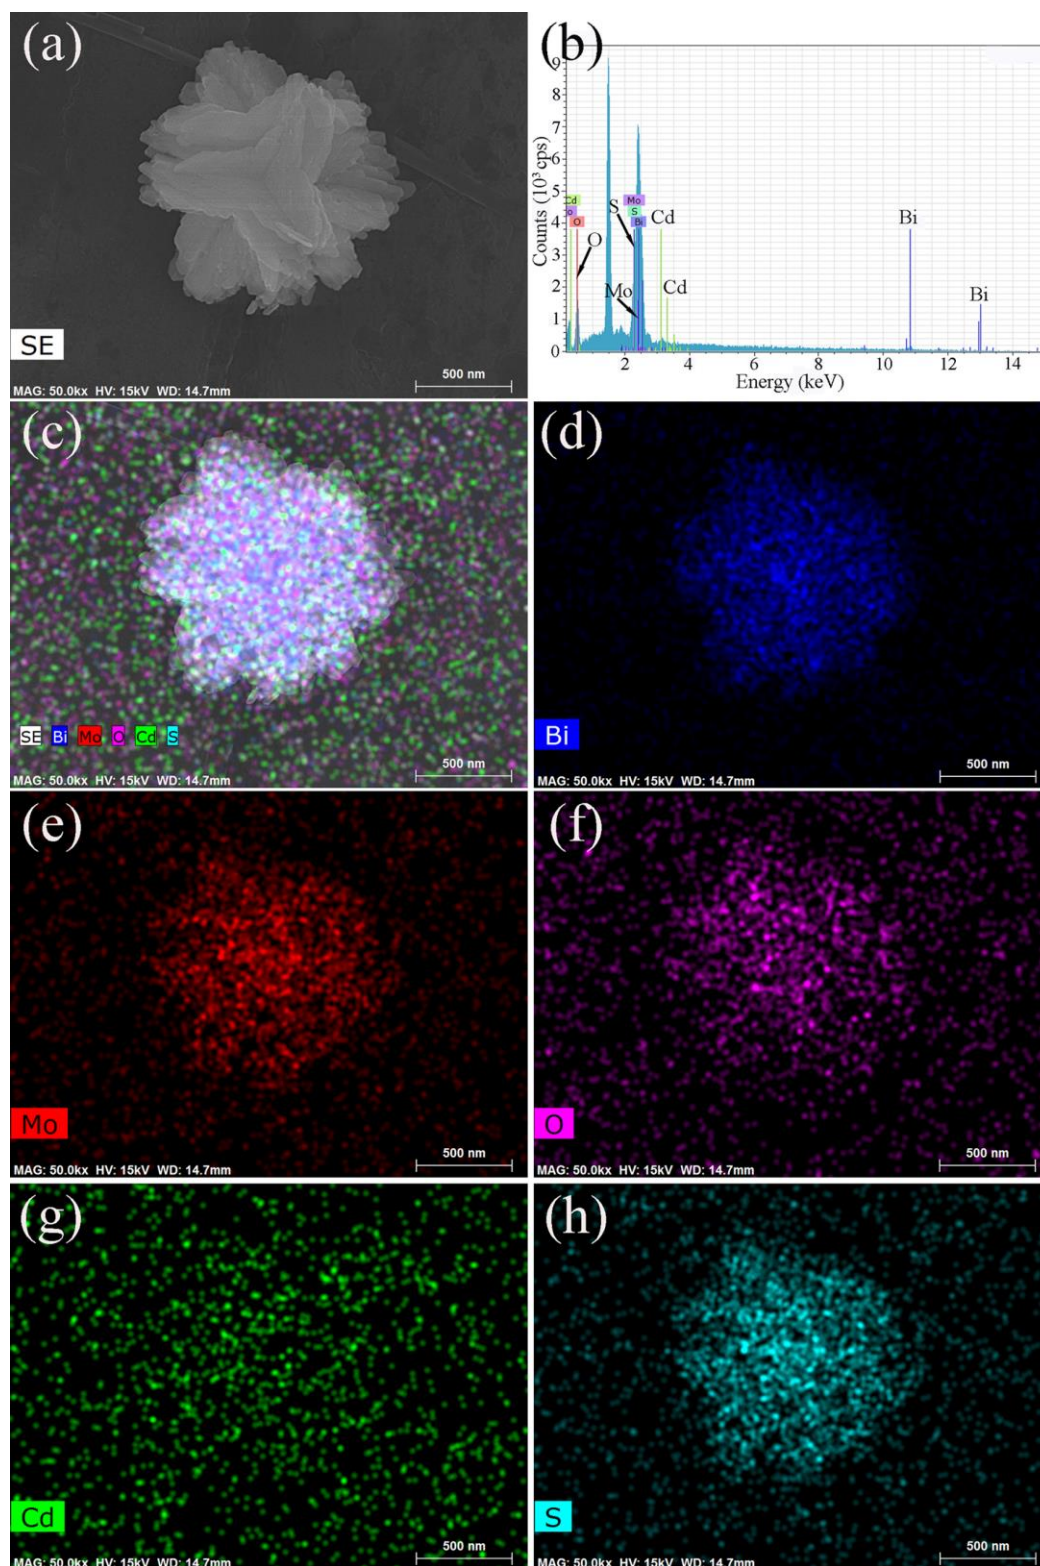 (a)
SE
MAG: 50.0kx HV: 15kV WD: 14.7mm
500 nm
(b)
Counts (10³ cps)
9
8
7
6
5
4
3
2
1
0
Cd
o
O
O
S
Mo
S
Bi
Mo
Cd
Cd
Bi
Bi
2 4 6 8 10 12 14
Energy (keV)
(c)
SE Bi Mo O Cd S
MAG: 50.0kx HV: 15kV WD: 14.7mm
500 nm
(d)
Bi
MAG: 50.0kx HV: 15kV WD: 14.7mm
500 nm
(e)
Mo
MAG: 50.0kx HV: 15kV WD: 14.7mm
500 nm
(f)
O
MAG: 50.0kx HV: 15kV WD: 14.7mm
500 nm
(g)
Cd
MAG: 50.0kx HV: 15kV WD: 14.7mm
500 nm
(h)
S
MAG: 50.0kx HV: 15kV WD: 14.7mm
500 nm